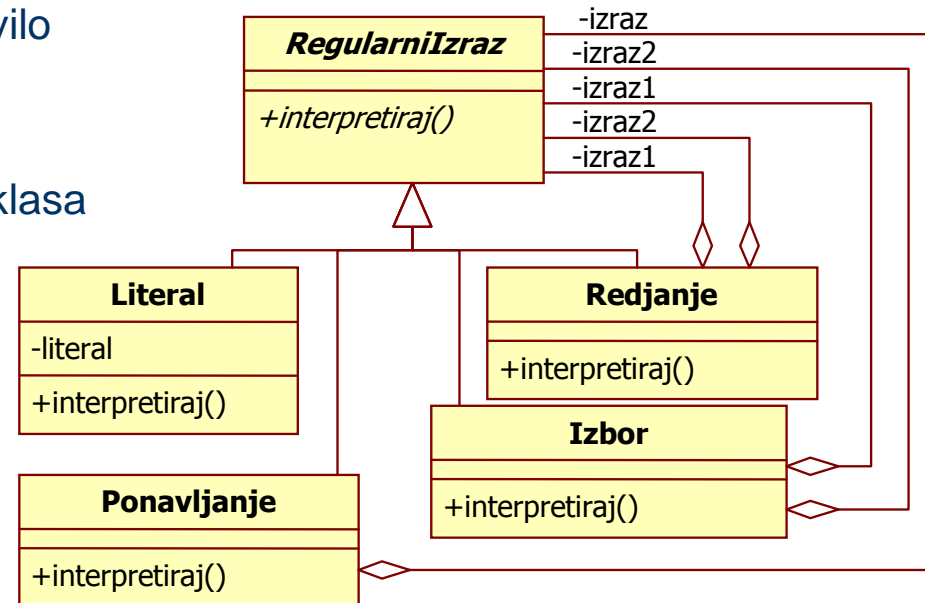 vilo
klasa
RegularniIzraz
+interpretiraj()
-izraz
-izraz2
-izraz1
-izraz2
-izraz1
Literal
-literal
+interpretiraj()
Redjanje
+interpretiraj()
Izbor
+interpretiraj()
Ponavljanje
+interpretiraj()